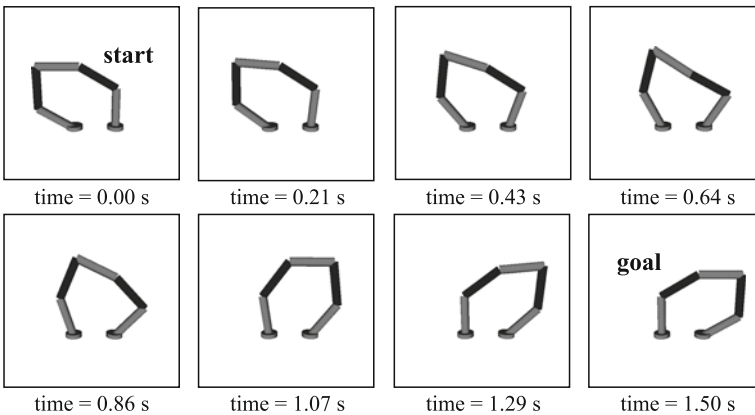 start
time = 0.00 s
time = 0.21 s
time = 0.43 s
time = 0.64 s
goal
time = 0.86 s
time = 1.07 s
time = 1.29 s
time = 1.50 s